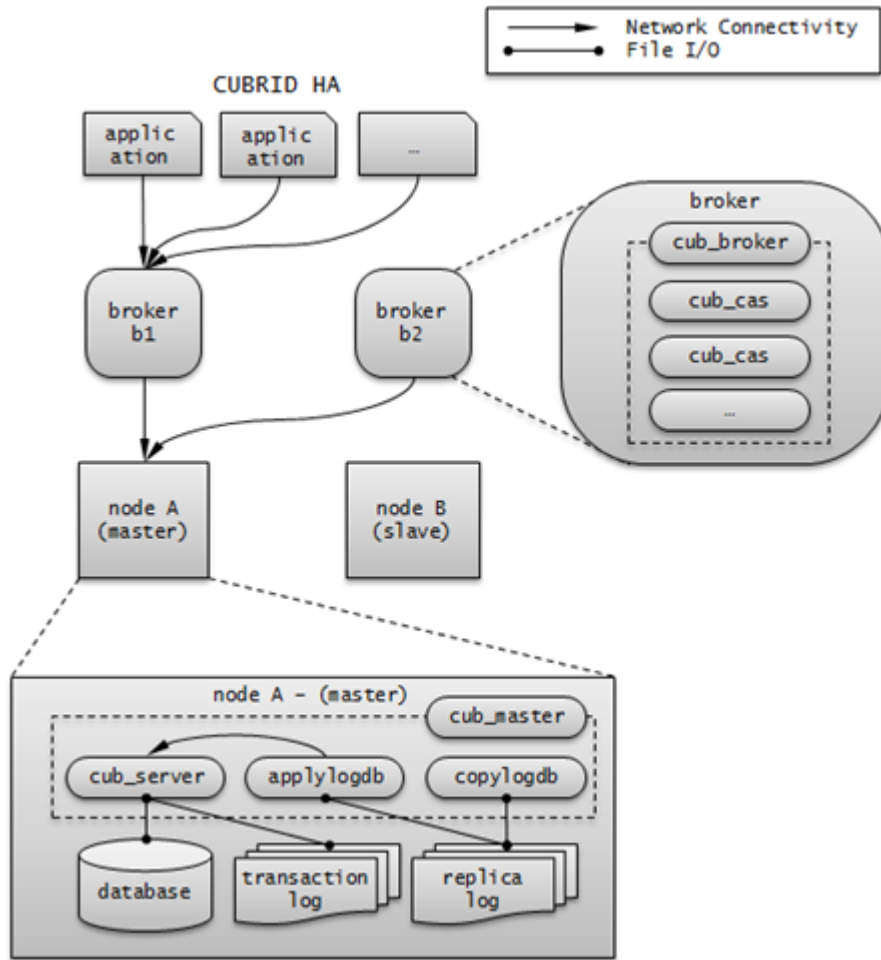 Network Connectivity
File I/O
CUBRID HA
applic
ation
applic
ation
…
broker
b1
broker
b2
broker
cub_broker
cub_cas
cub_cas
…
node A
(master)
node B
(slave)
node A – (master)
cub_master
cub_server
applylogdb
copylogdb
database
transaction
log
replica
log